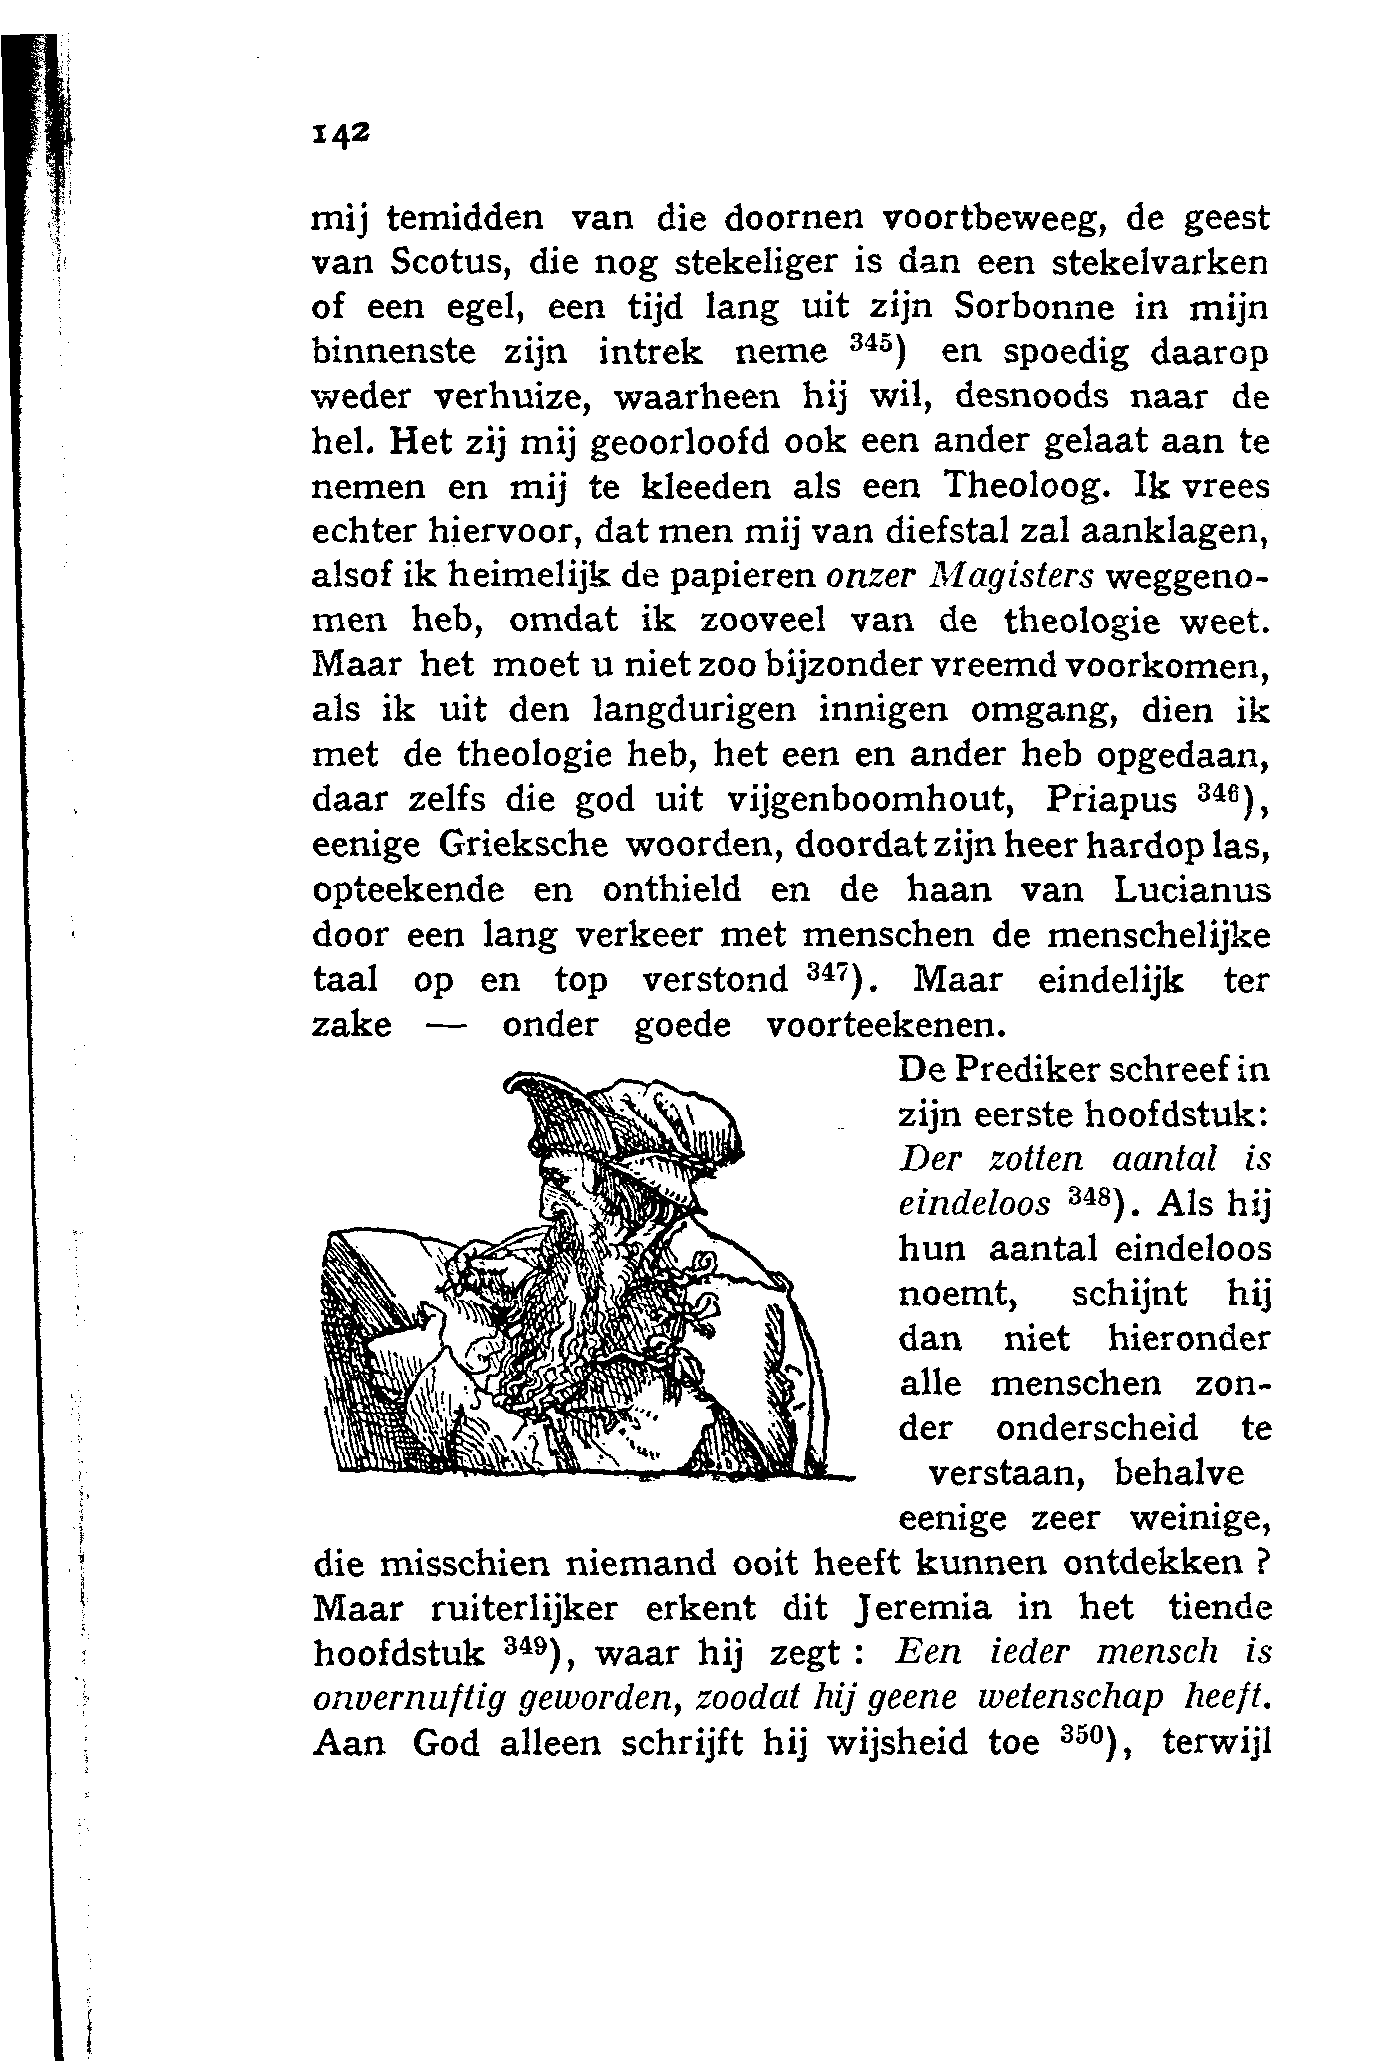 142
mij temidden van die doornen voortbeweeg, de geest
van Scotus, die nog stekeliger is dan een stekelvarken
of een egel, een tijd lang uit zijn Sorbonne in mijn
binnenste zijn intrek neme ³⁴⁵) en spoedig daarop
weder verhuize, waarheen hij wil, desnoods naar de
hel. Het zij mij geoorloofd ook een ander gelaat aan te
nemen en mij te kleeden als een Theoloog. Ik vrees
echter hiervoor, dat men mij van diefstal zal aanklagen,
alsof ik heimelijk de papieren onzer Magisters weggeno-
men heb, omdat ik zooveel van de theologie weet.
Maar het moet u niet zoo bijzonder vreemd voorkomen,
als ik uit den langdurigen innigen omgang, dien ik
met de theologie heb, het een en ander heb opgedaan,
daar zelfs die god uit vijgenboomhout, Priapus ³⁴⁶),
eenige Grieksche woorden, doordat zijn heer hardop las,
opteekende en onthield en de haan van Lucianus
door een lang verkeer met menschen de menschelijke
taal op en top verstond ³⁴⁷). Maar eindelijk ter
zake — onder goede voorteekenen.
De Prediker schreef in
zijn eerste hoofdstuk:
Der zotten aantal is
eindeloos ³⁴⁸). Als hij
hun aantal eindeloos
noemt, schijnt hij
dan niet hieronder
alle menschen zon-
der onderscheid te
verstaan, behalve
eenige zeer weinige,
die misschien niemand ooit heeft kunnen ontdekken ?
Maar ruiterlijker erkent dit Jeremia in het tiende
hoofdstuk ³⁴⁹), waar hij zegt : Een ieder mensch is
onvernuftig geworden, zoodat hij geene wetenschap heeft.
Aan God alleen schrijft hij wijsheid toe ³⁵⁰), terwijl